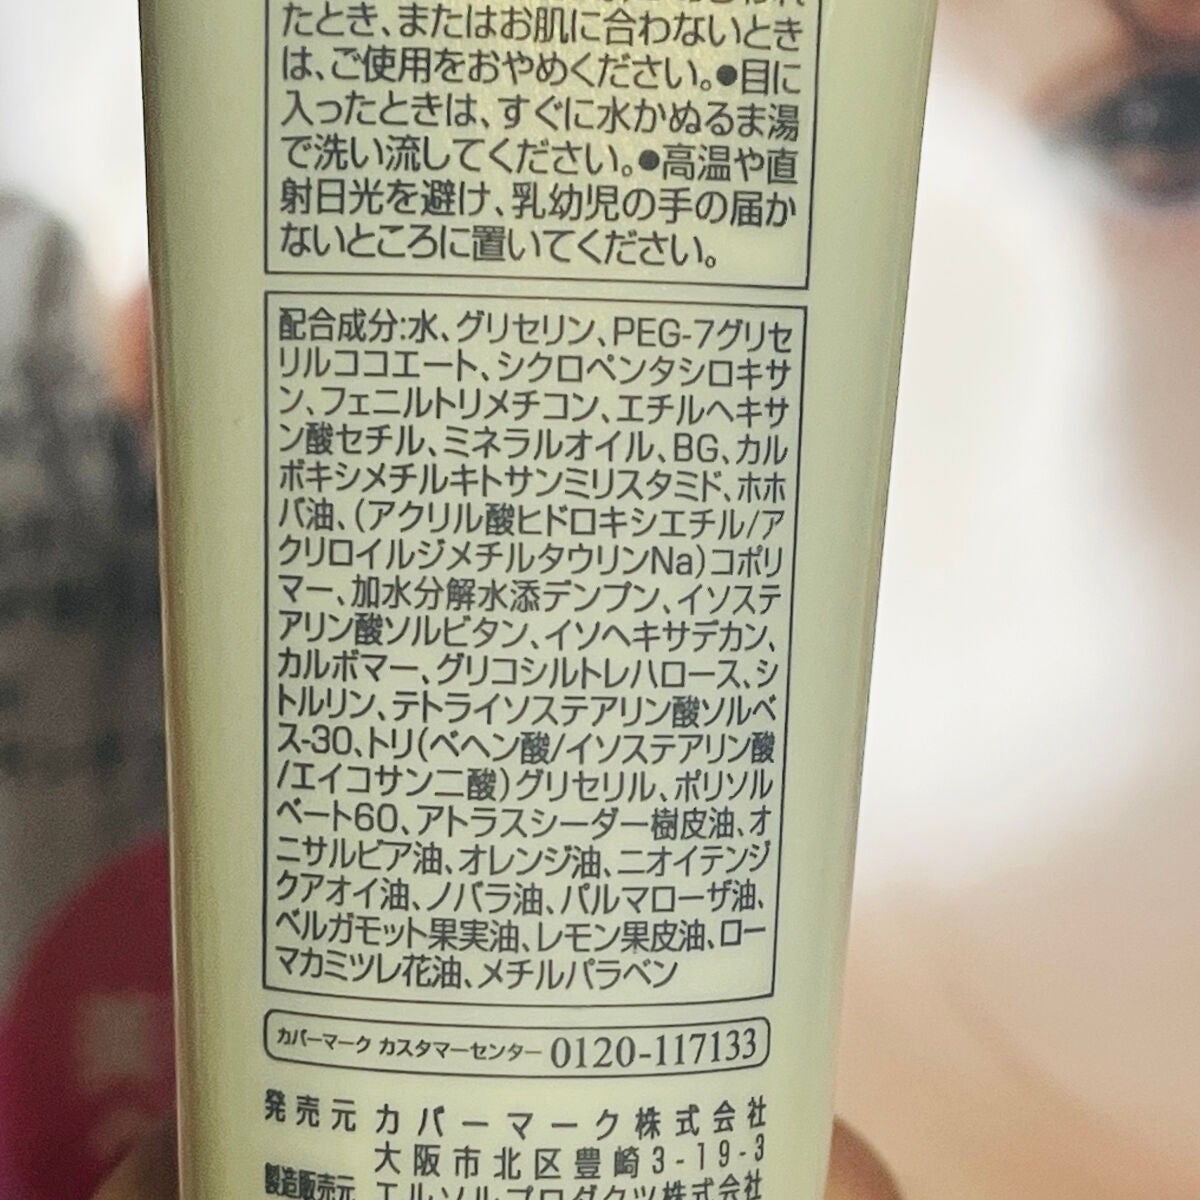 たとき、またはお肌に合わないとき
は、ご使用をおやめください。●目に
入ったときは、すぐに水かぬるま湯
で洗い流してください。●高温や直
射日光を避け、乳幼児の手の届か
ないところに置いてください。
配合成分:水、グリセリン、PEG-7グリセ
リルココエート、シクロペンタシロキサ
ン、フェニルトリメチコン、エチルヘキサ
ン酸セチル、ミネラルオイル、BG、カル
ボキシメチルキトサンミリスタミド、ホホ
バ油、(アクリル酸ヒドロキシエチル/ア
クリロイルジメチルタウリンNa)コポリ
マー、加水分解水添デンプン、イソステ
アリン酸ソルビタン、イソヘキサデカン、
カルボマー、グリコシルトレハロース、シ
トルリン、テトライソステアリン酸ソルベ
ス-30、トリ(ベヘン酸/イソステアリン酸
/エイコサン二酸)グリセリル、ポリソル
ベート60、アトラスシーダー樹皮油、オ
ニサルビア油、オレンジ油、ニオイテンジ
クアオイ油、ノバラ油、パルマローザ油、
ベルガモット果実油、レモン果皮油、ロー
マカミツレ花油、メチルパラベン
カバーマーク カスタマーセンター 0120-117133
発売元 カバーマーク株式会社
大阪市北区豊崎3-19-3
製造販売元 エルソルプロダクツ株式会社